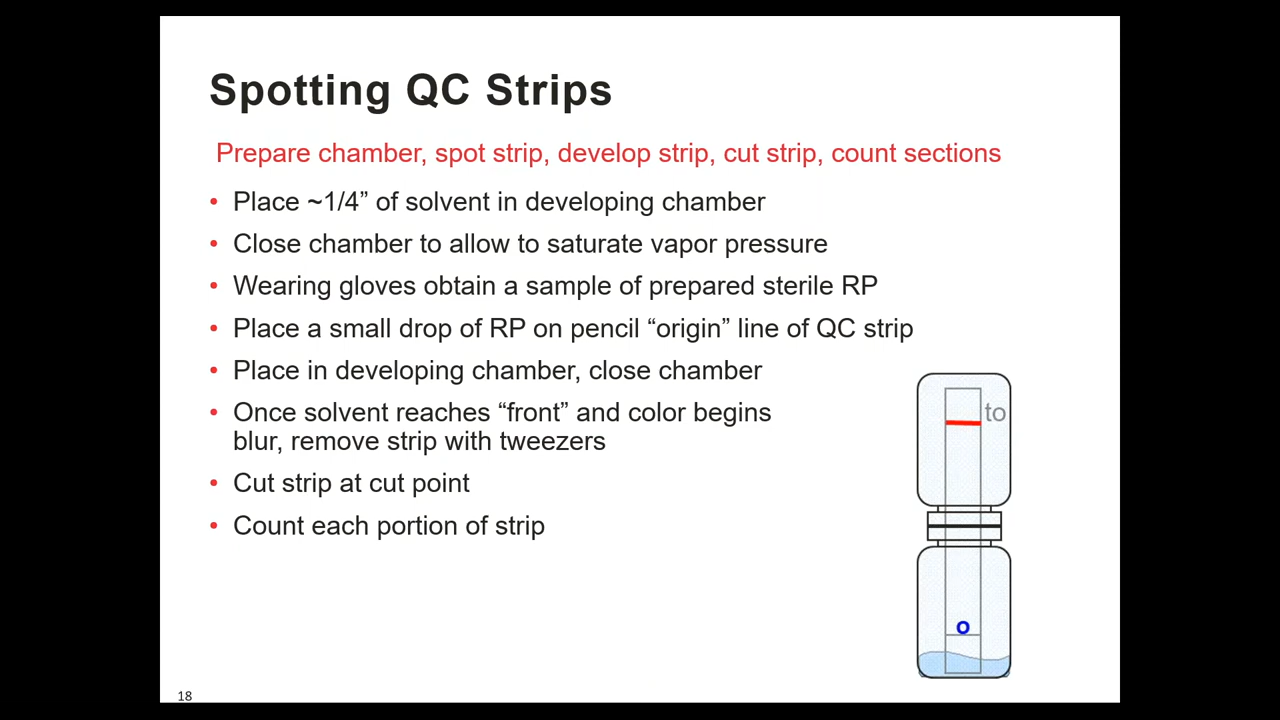 Spotting QC Strips
Prepare chamber, spot strip, develop strip, cut strip, count sections
• Place ~1/4” of solvent in developing chamber
• Close chamber to allow to saturate vapor pressure
• Wearing gloves obtain a sample of prepared sterile RP
• Place a small drop of RP on pencil “origin” line of QC strip
• Place in developing chamber, close chamber
• Once solvent reaches “front” and color begins to
blur, remove strip with tweezers
• Cut strip at cut point
• Count each portion of strip
o
18